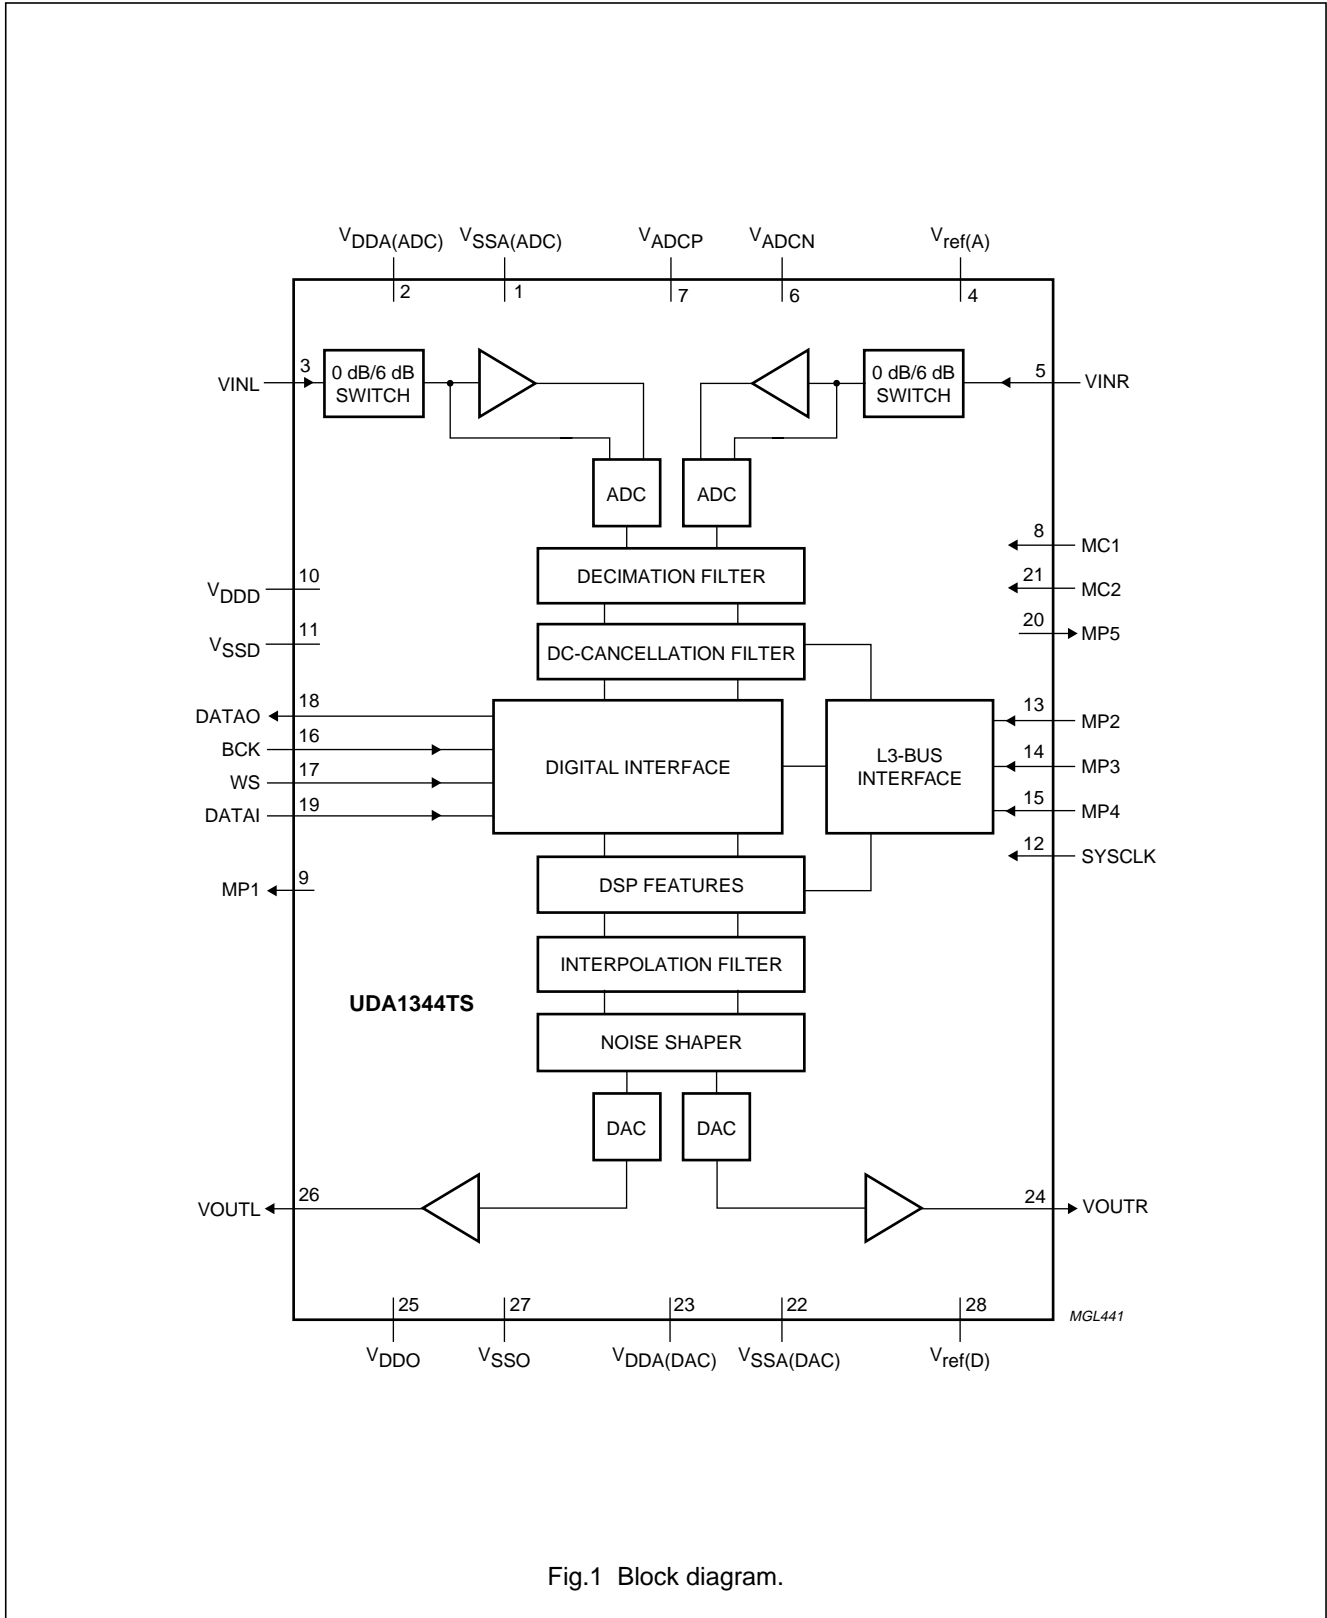 VDDA(ADC) VSSA(ADC) VADCP VADCN Vref(A)
2 1 7 6 4
VINL 3 0 dB/6 dB SWITCH
0 dB/6 dB SWITCH 5 VINR
ADC ADC
8 MC1
DECIMATION FILTER
10 VDDD
21 MC2
20 MP5
11 VSSD
DC-CANCELLATION FILTER
DATAO 18
BCK 16
WS 17
DATAI 19
DIGITAL INTERFACE
L3-BUS
INTERFACE
13 MP2
14 MP3
15 MP4
12 SYSCLK
MP1 9
DSP FEATURES
INTERPOLATION FILTER
UDA1344TS
NOISE SHAPER
DAC DAC
VOUTL 26
24 VOUTR
25 27 23 22 28
MGL441
VDDO VSSO VDDA(DAC) VSSA(DAC) Vref(D)
Fig.1 Block diagram.